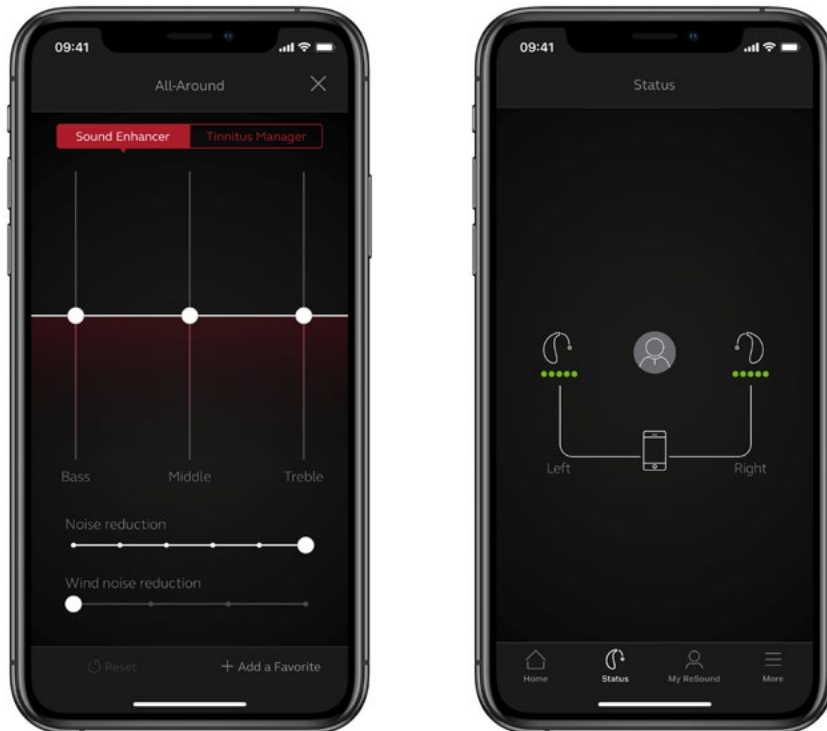 09:41
All-Around
Sound Enhancer Tinnitus Manager
Bass Middle Treble
Noise reduction
Wind noise reduction
Reset + Add a Favorite
09:41
Status
Left Right
Home Status My ReSound More